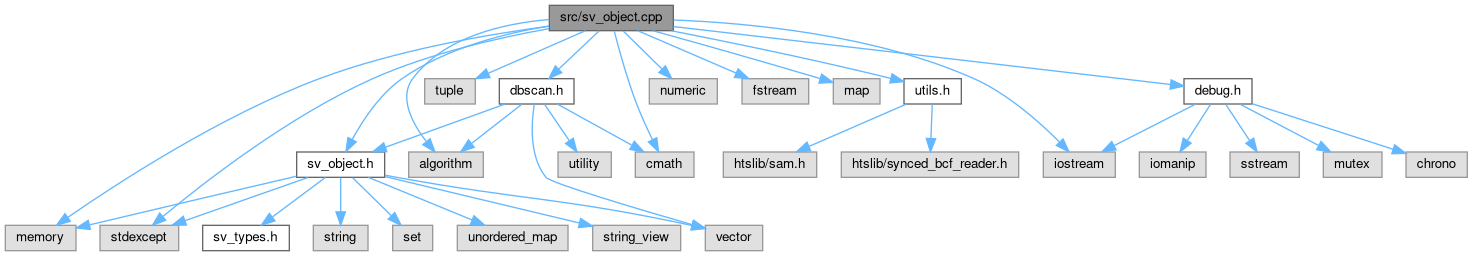 src/sv_object.cpp
tuple
dbscan.h
numeric
fstream
map
utils.h
debug.h
sv_object.h
algorithm
utility
cmath
htslib/sam.h
htslib/synced_bcf_reader.h
iostream
iomanip
sstream
mutex
chrono
memory
stdexcept
sv_types.h
string
set
unordered_map
string_view
vector